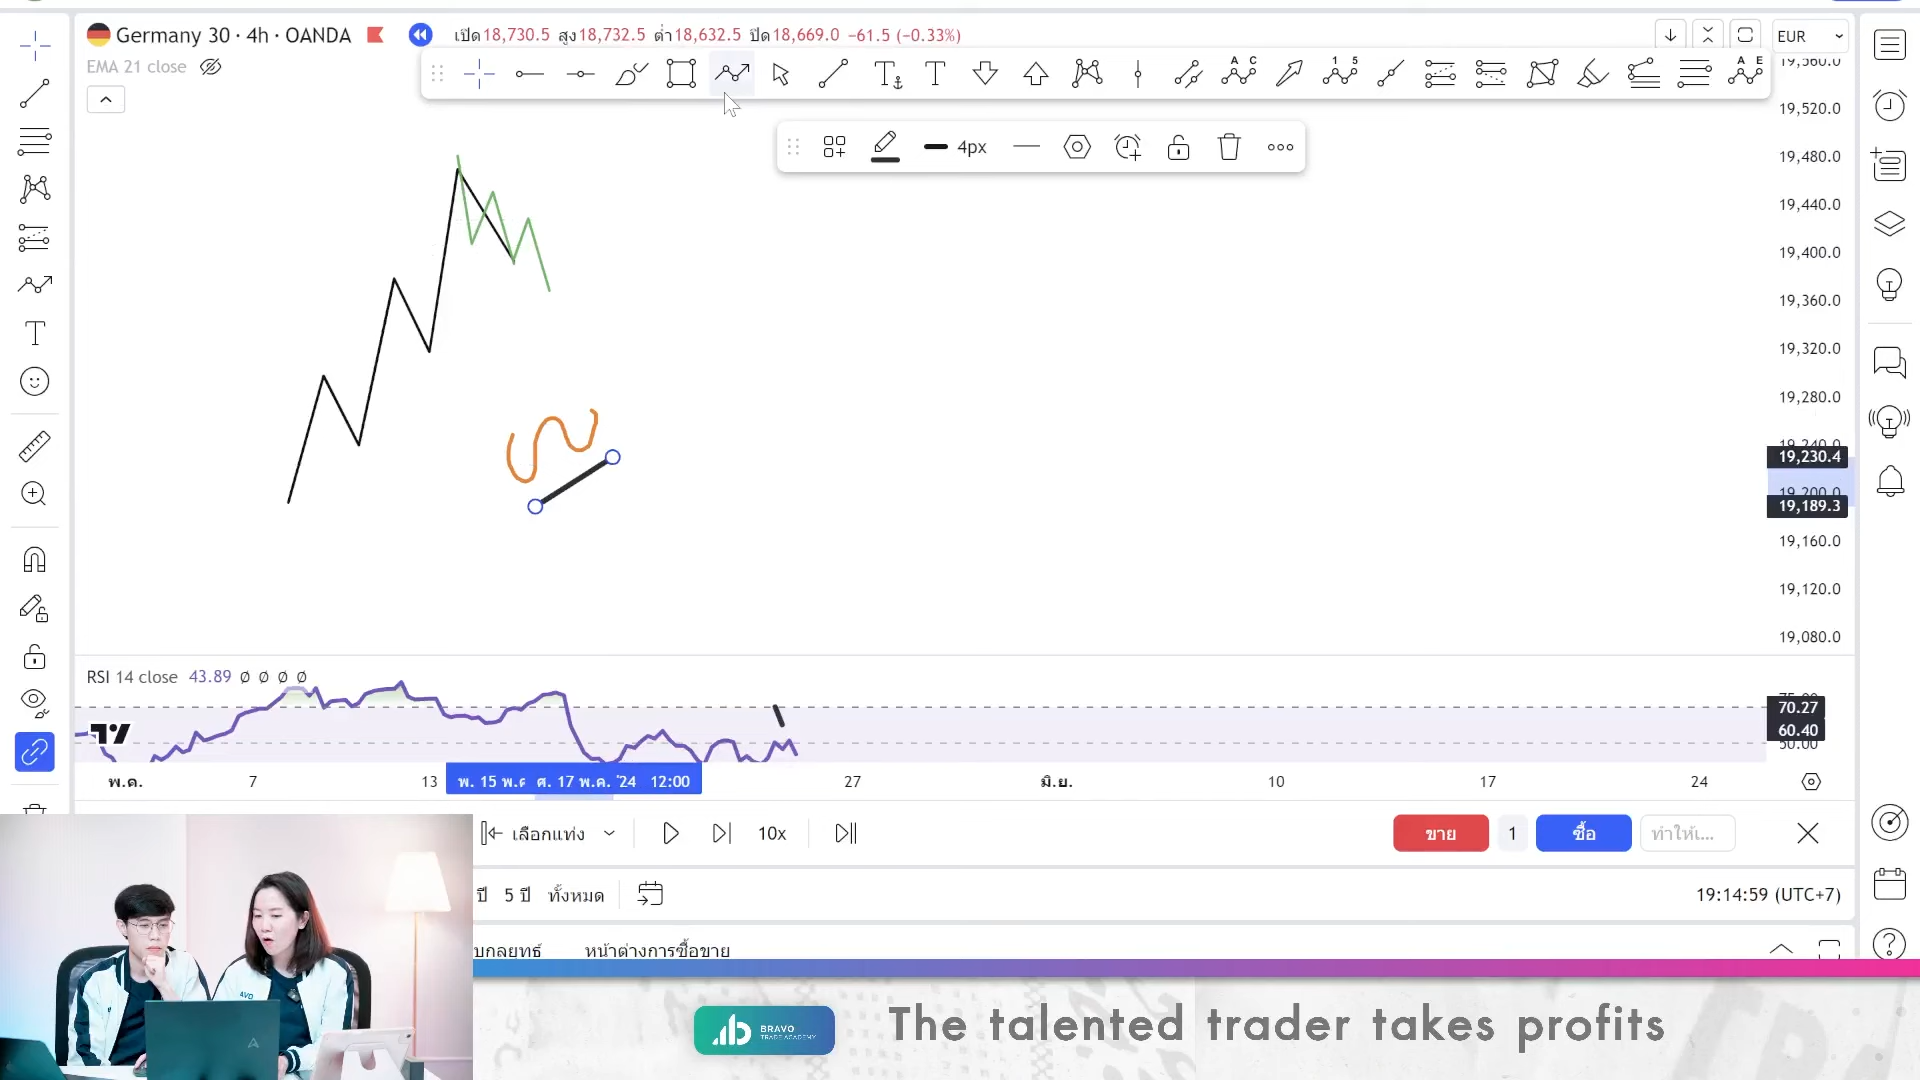 Germany 30 · 4h · OANDA เปิด18,730.5 สูง18,732.5 ต่ำ18,632.5 ปิด18,669.0 −61.5 (−0.33%)
EUR
EMA 21 close
4px
19,520.0
19,480.0
19,440.0
19,400.0
19,360.0
19,320.0
19,280.0
19,230.4
19,200.0
19,189.3
19,160.0
19,120.0
19,080.0
RSI 14 close 43.89 Ø Ø Ø Ø
70.27
60.40
50.00
พ.ค. 7 13 พ. 15 พ.ค ศ. 17 พ.ค. '24 12:00 27 มิ.ย. 10 17 24
เลือกแท่ง 10x ขาย 1 ซื้อ ทำให้เ...
ปี 5 ปี ทั้งหมด 19:14:59 (UTC+7)
บกลยุทธ์ หน้าต่างการซื้อขาย
BRAVO
TRADE ACADEMY
The talented trader takes profits